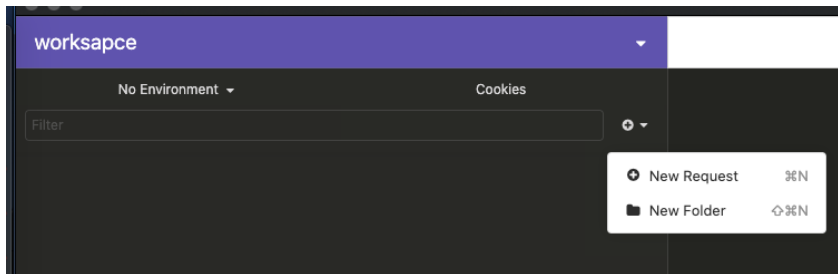 worksapce
No Environment Cookies
Filter
New Request ⌘N
New Folder ⇧⌘N